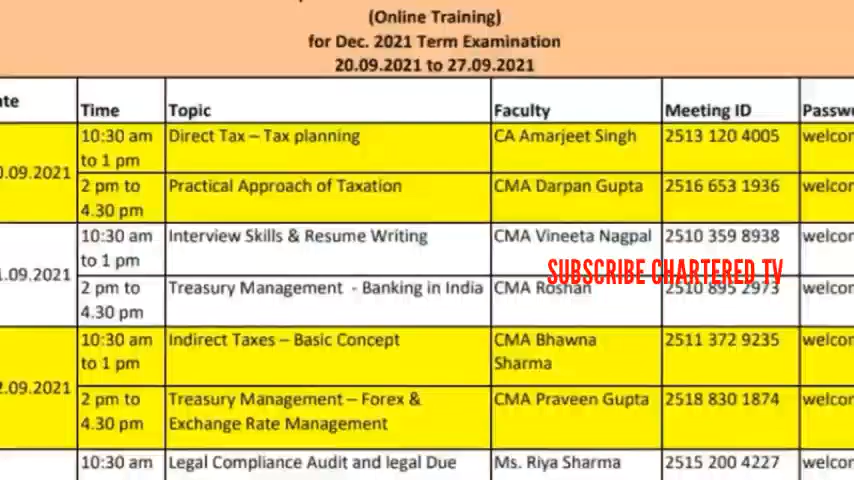 (Online Training)
for Dec. 2021 Term Examination
20.09.2021 to 27.09.2021
Time Topic Faculty Meeting ID
10:30 am to 1 pm Direct Tax – Tax planning CA Amarjeet Singh 2513 120 4005
2 pm to 4.30 pm Practical Approach of Taxation CMA Darpan Gupta 2516 653 1936
10:30 am to 1 pm Interview Skills & Resume Writing CMA Vineeta Nagpal 2510 359 8938
SUBSCRIBE CHARTERED TV
2 pm to 4.30 pm Treasury Management - Banking in India CMA Roshan 2510 895 2973
10:30 am to 1 pm Indirect Taxes – Basic Concept CMA Bhawna Sharma 2511 372 9235
2 pm to 4.30 pm Treasury Management – Forex & Exchange Rate Management CMA Praveen Gupta 2518 830 1874
10:30 am Legal Compliance Audit and legal Due Ms. Riya Sharma 2515 200 4227